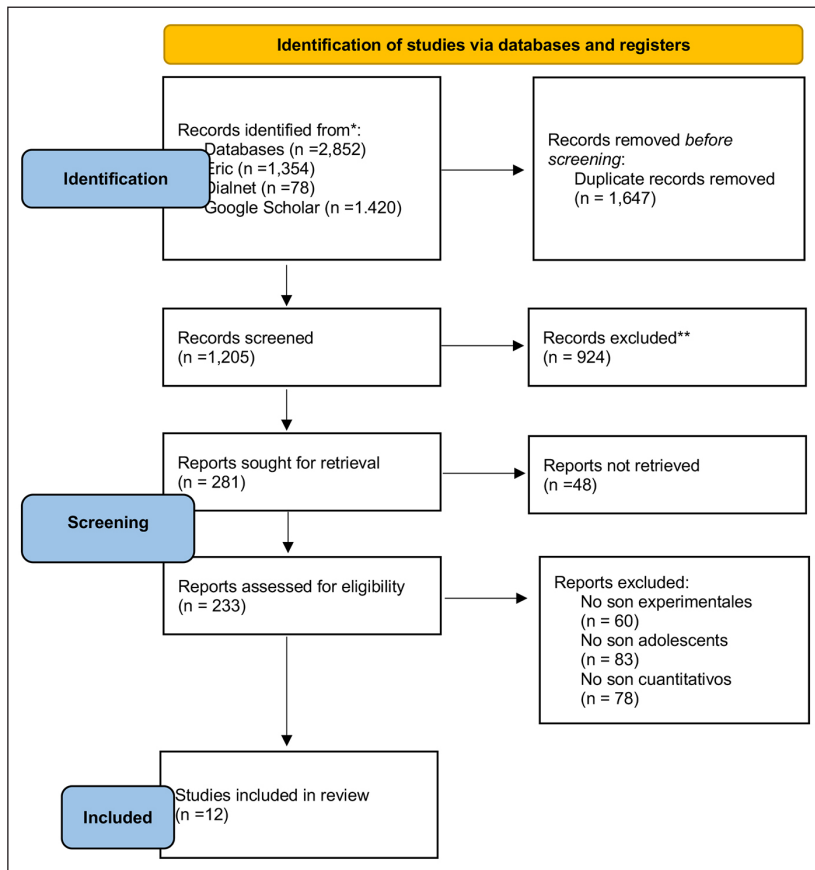 Identification of studies via databases and registers
Identification
Records identified from*:
Databases (n =2,852)
Eric (n =1,354)
Dialnet (n =78)
Google Scholar (n =1.420)
Records removed before
screening:
Duplicate records removed
(n = 1,647)
Records screened
(n =1,205)
Records excluded**
(n = 924)
Screening
Reports sought for retrieval
(n = 281)
Reports not retrieved
(n =48)
Reports assessed for eligibility
(n = 233)
Reports excluded:
No son experimentales
(n = 60)
No son adolescents
(n = 83)
No son cuantitativos
(n = 78)
Included
Studies included in review
(n =12)